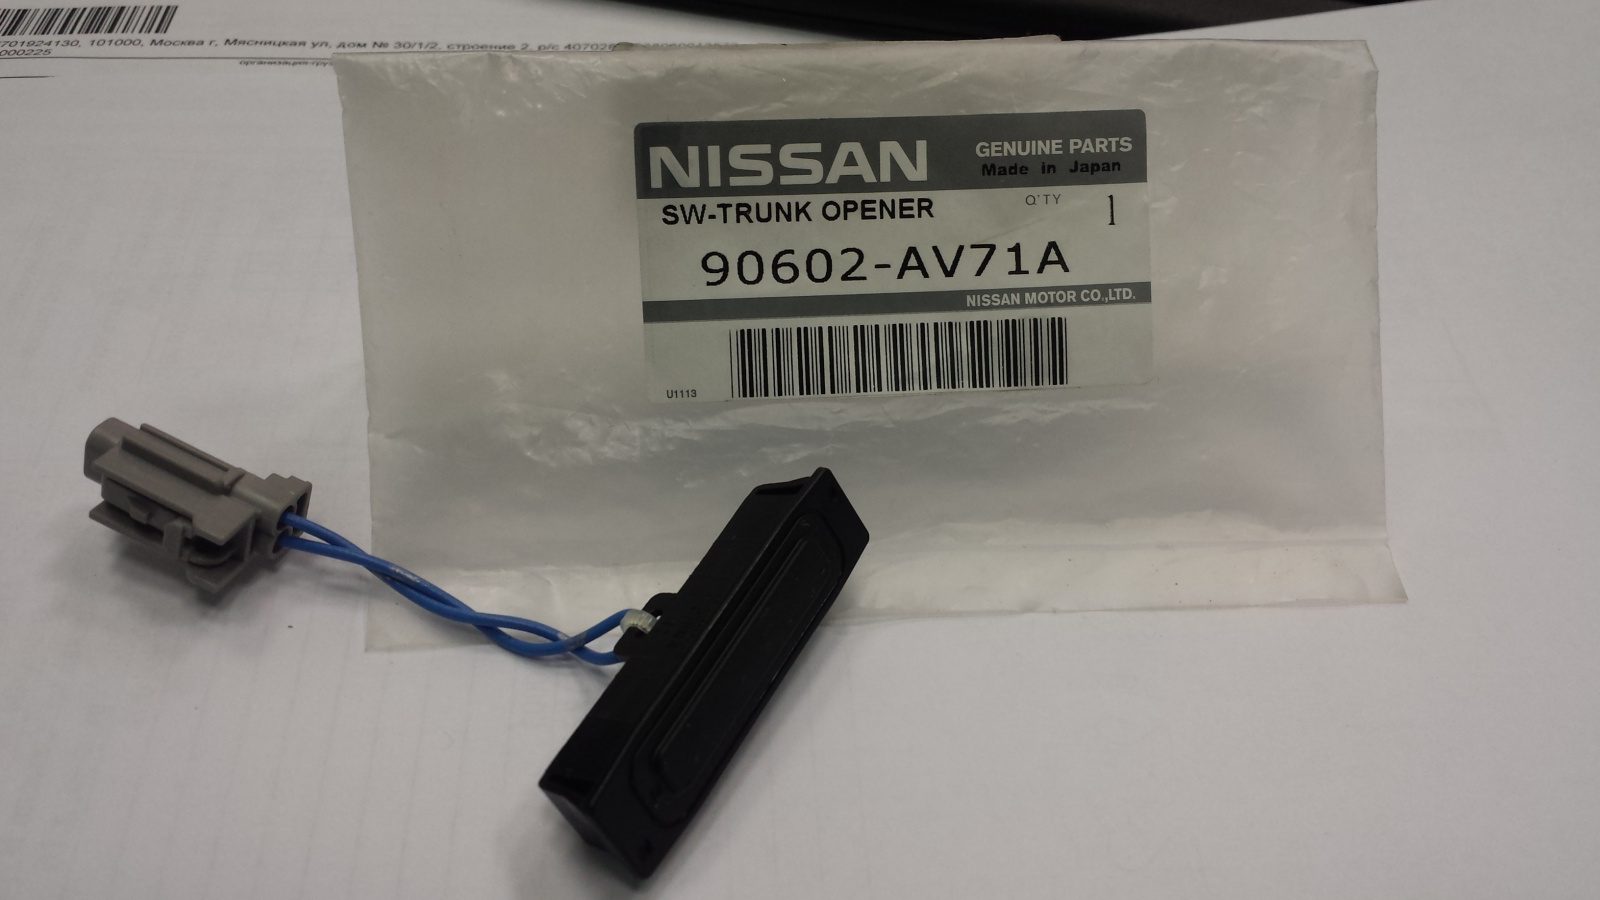 701924130, 101000, Москва г, Мясницкая ул, дом № 30/1/2, строение 2, р/с 40702
000225
NISSAN
GENUINE PARTS
Made in Japan
SW-TRUNK OPENER
Q'TY 1
90602-AV71A
NISSAN MOTOR CO.,LTD.
U1113